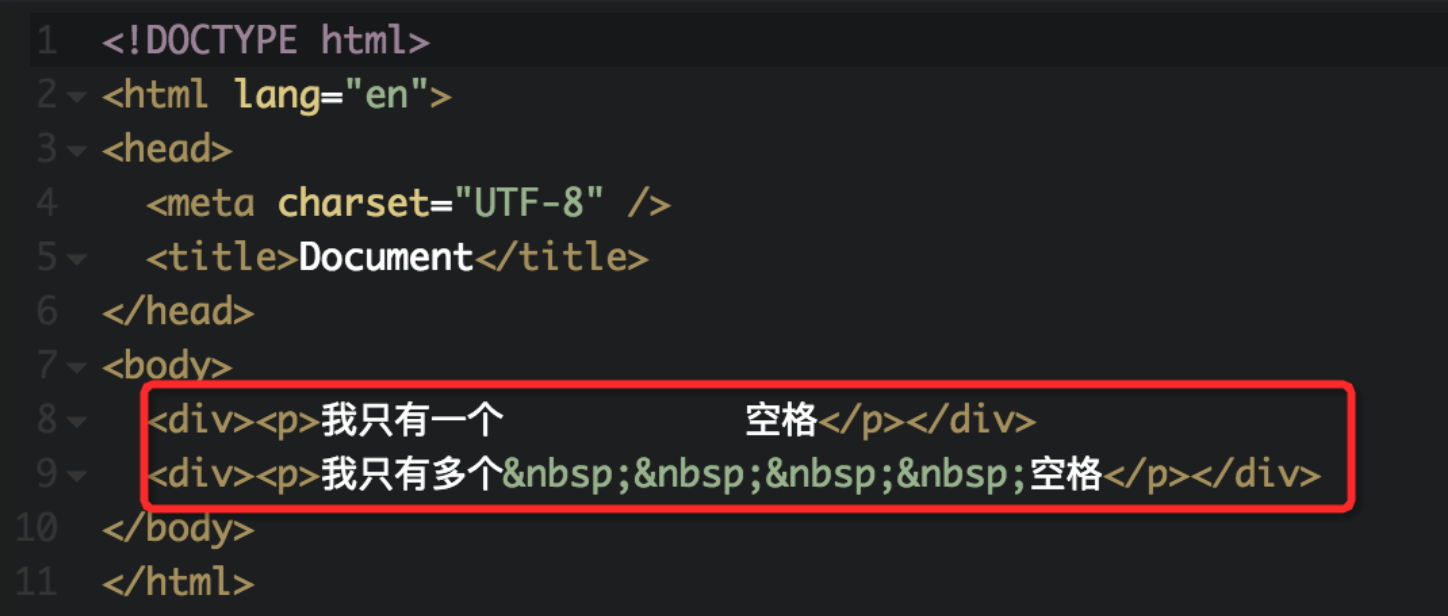 1 <!DOCTYPE html>
2 <html lang="en">
3 <head>
4   <meta charset="UTF-8" />
5   <title>Document</title>
6 </head>
7 <body>
8   <div><p>我只有一个           空格</p></div>
9   <div><p>我只有多个&nbsp;&nbsp;&nbsp;&nbsp;空格</p></div>
10 </body>
11 </html>